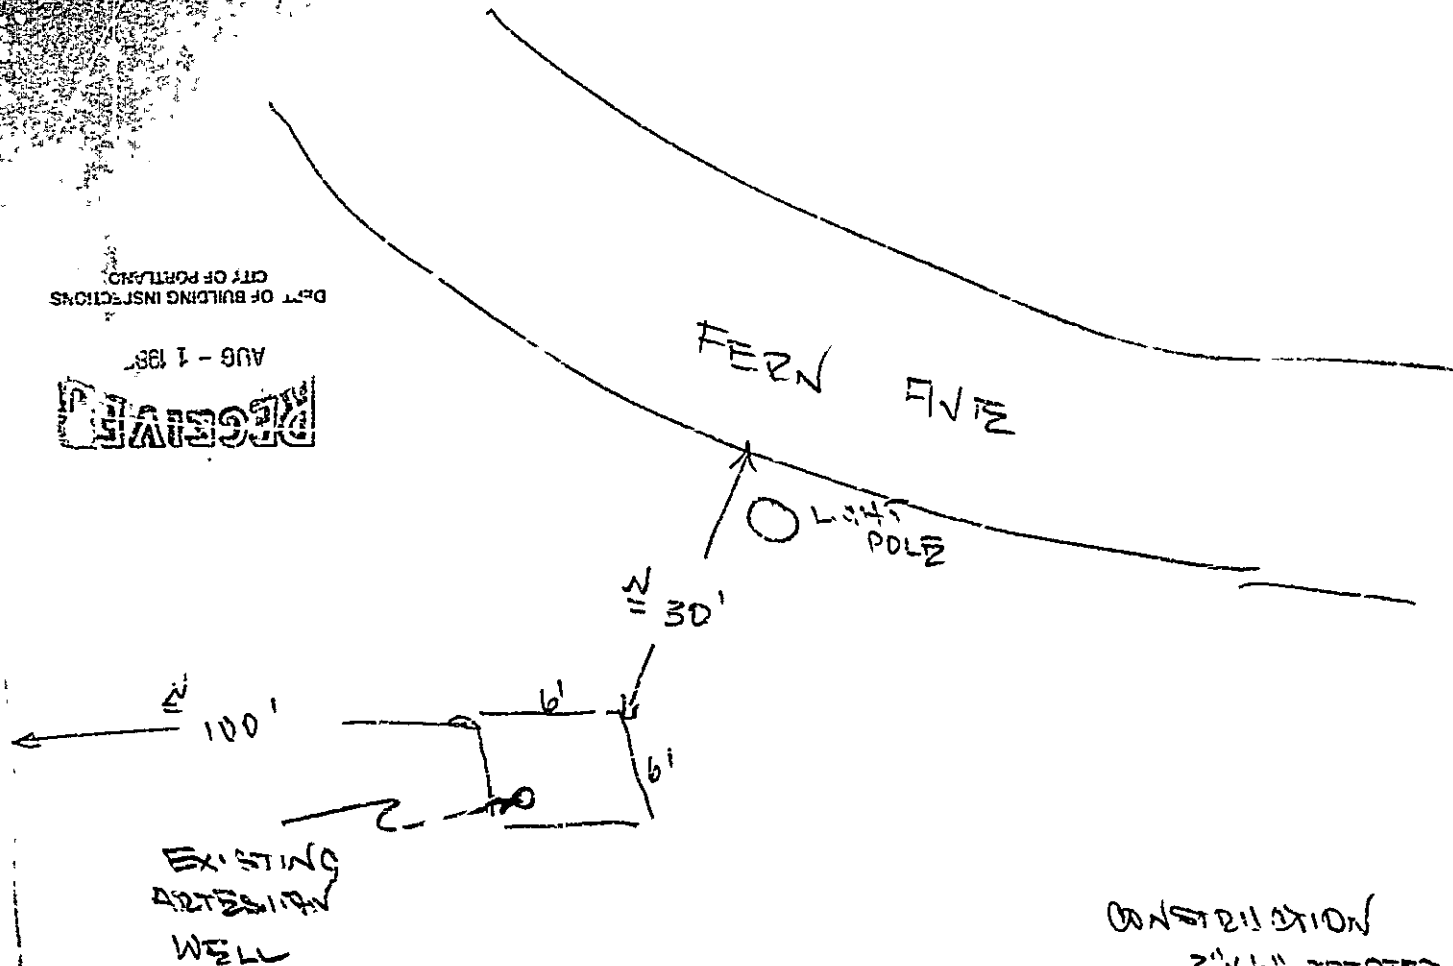 DEPT OF BUILDING INSPECTIONS
CITY OF PORTLAND
AUG - 1 198
RECEIVED
FERN AVE
LIGHT
POLE
≅ 30'
≅ 100'
6'
6'
EXISTING
ARTESIAN
WELL
CONSTRUCTION